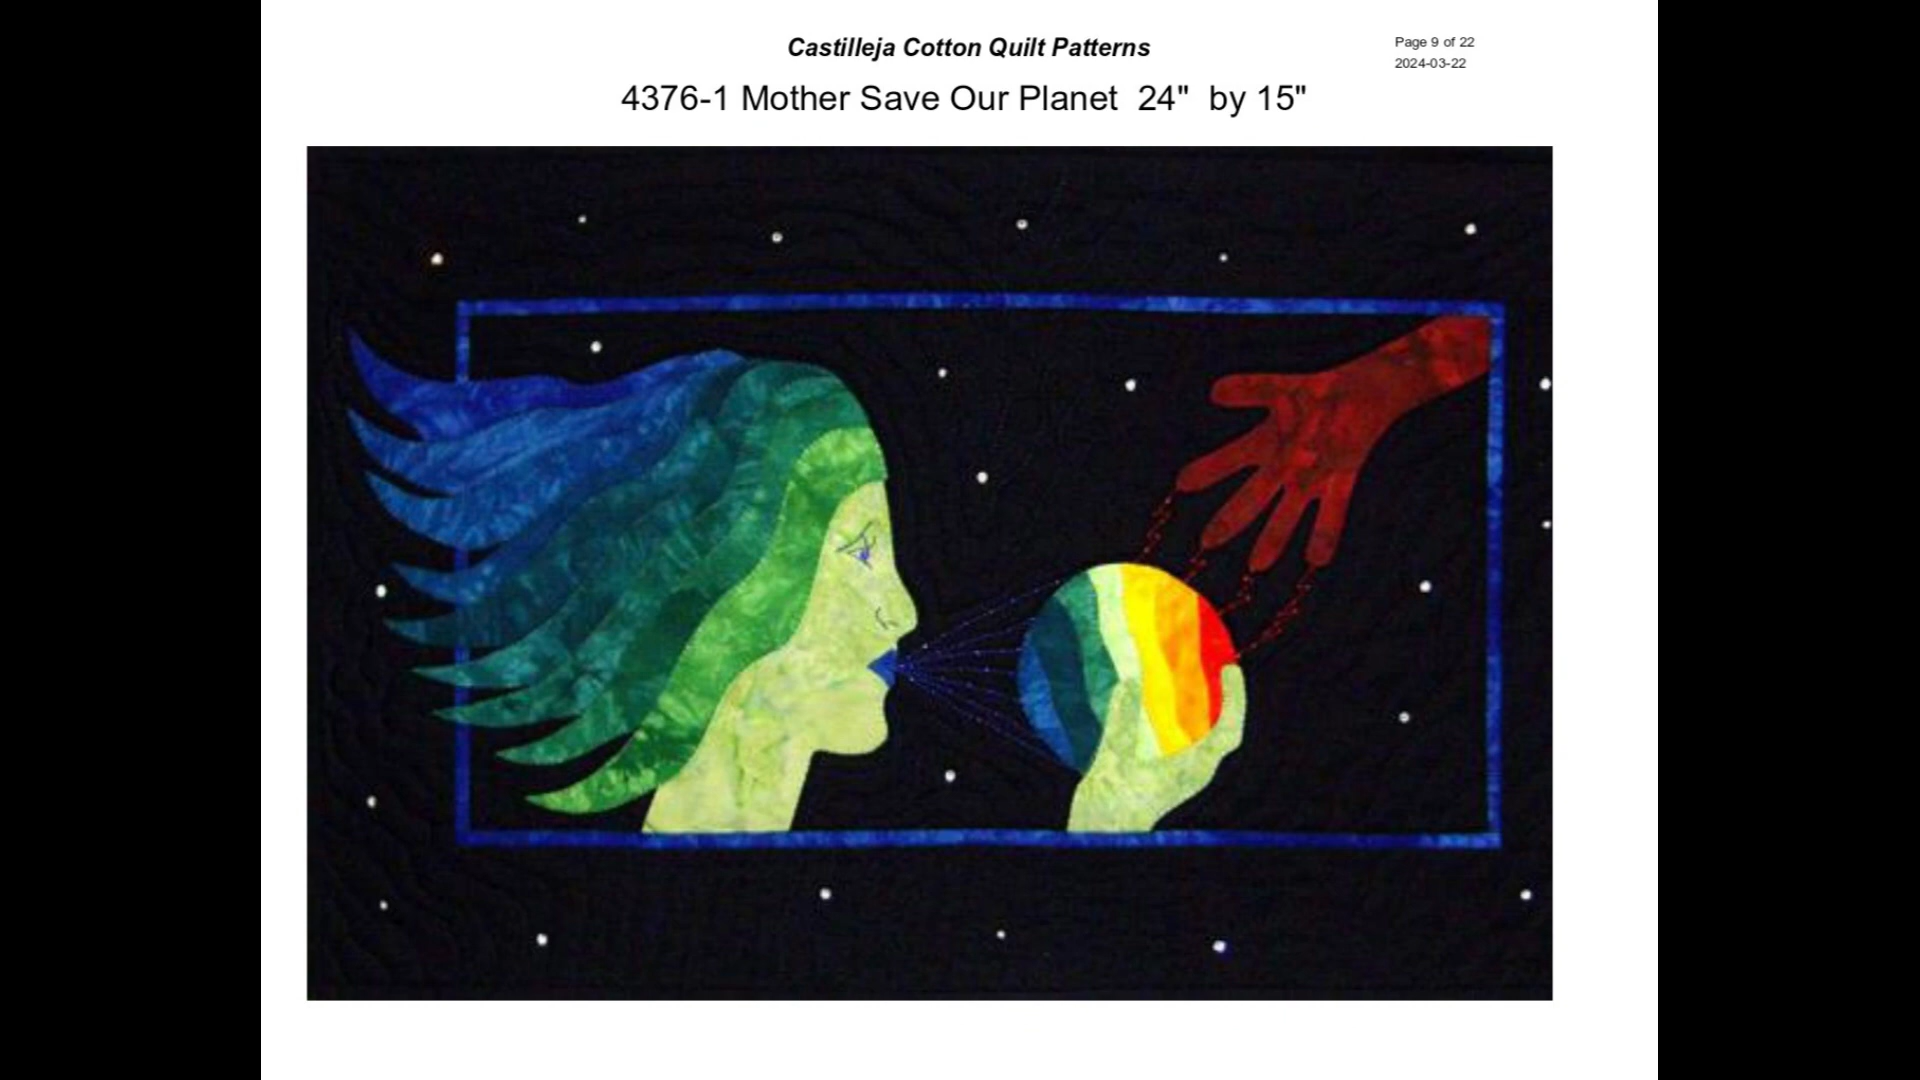 Castilleja Cotton Quilt Patterns
Page 9 of 22
2024-03-22
4376-1 Mother Save Our Planet 24" by 15"